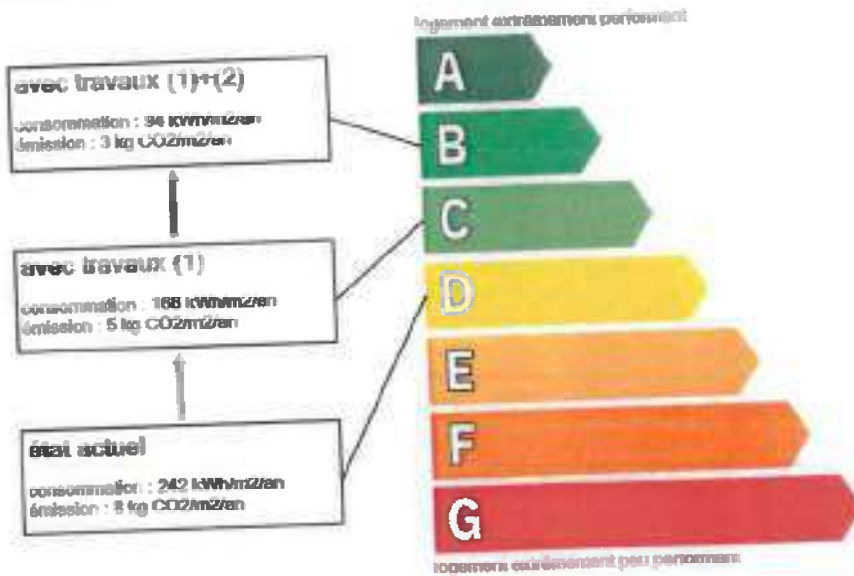 logement extrêmement performant
A
avec travaux (1)+(2)
consommation : 94 kWh/m2/an
émission : 3 kg CO2/m2/an
B
C
avec travaux (1)
consommation : 166 kWh/m2/an
émission : 5 kg CO2/m2/an
D
E
état actuel
consommation : 242 kWh/m2/an
émission : 8 kg CO2/m2/an
F
G
logement extrêmement peu performant